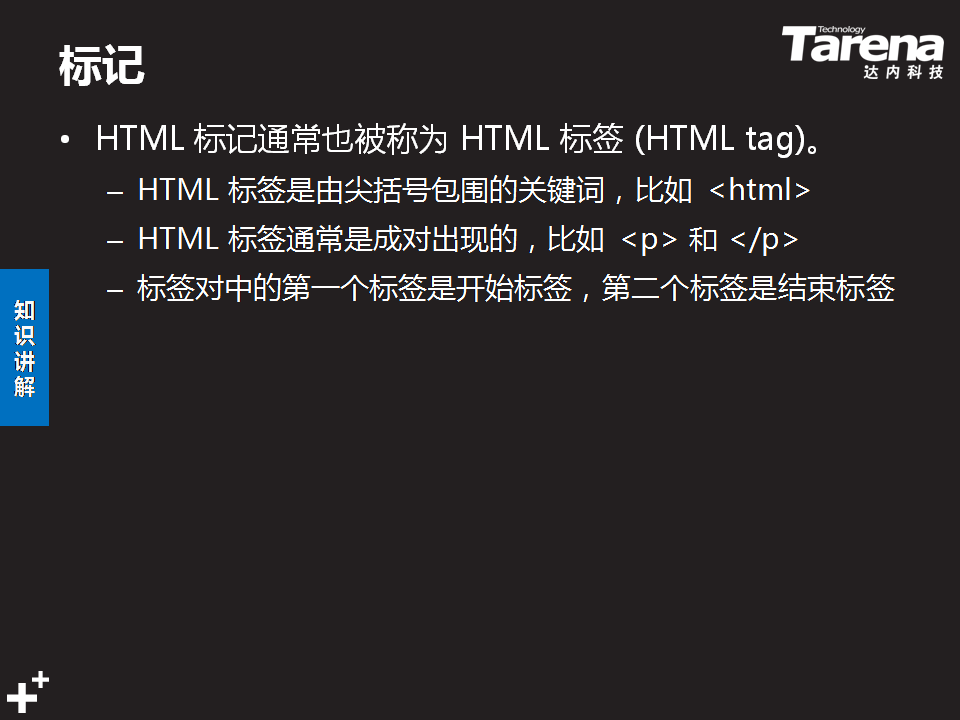 标记
Technology
Tarena
达内科技
• HTML 标记通常也被称为 HTML 标签 (HTML tag)。
– HTML 标签是由尖括号包围的关键词，比如 <html>
– HTML 标签通常是成对出现的，比如 <p> 和 </p>
– 标签对中的第一个标签是开始标签，第二个标签是结束标签
知识讲解